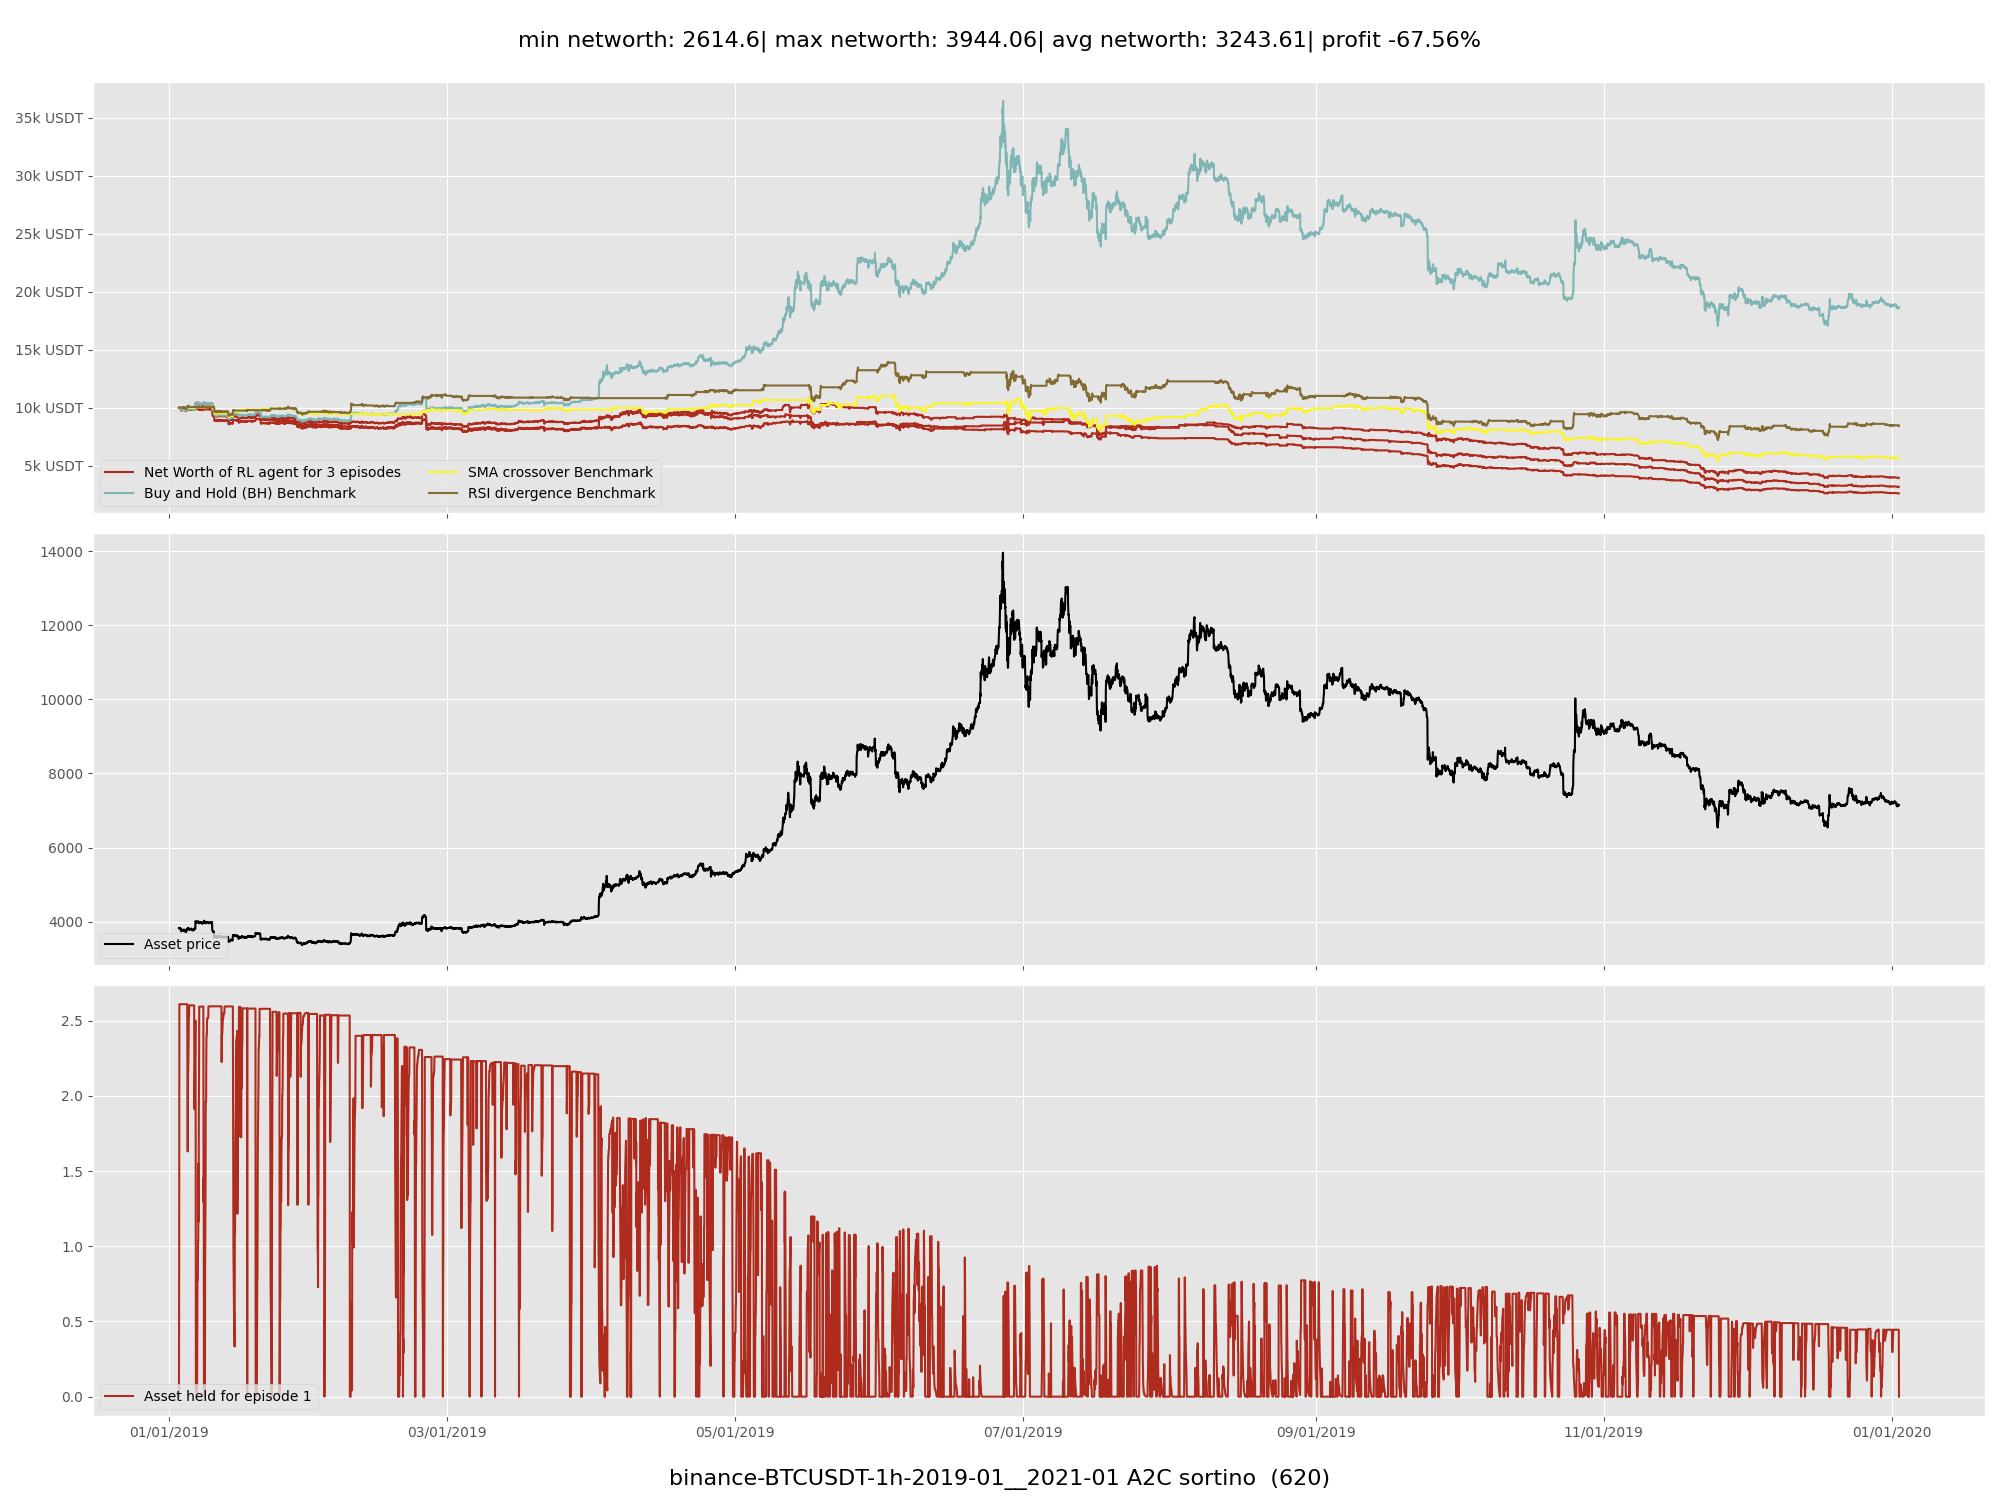 min networth: 2614.6| max networth: 3944.06| avg networth: 3243.61| profit -67.56%
35k USDT
30k USDT
25k USDT
20k USDT
15k USDT
10k USDT
5k USDT
Net Worth of RL agent for 3 episodes
Buy and Hold (BH) Benchmark
SMA crossover Benchmark
RSI divergence Benchmark
14000
12000
10000
8000
6000
4000
Asset price
2.5
2.0
1.5
1.0
0.5
0.0
Asset held for episode 1
01/01/2019 03/01/2019 05/01/2019 07/01/2019 09/01/2019 11/01/2019 01/01/2020
binance-BTCUSDT-1h-2019-01__2021-01 A2C sortino (620)